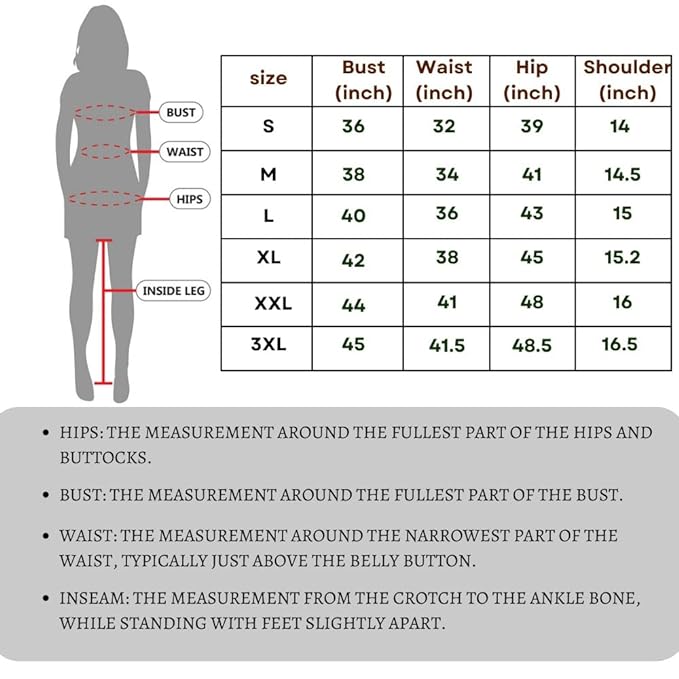 BUST
WAIST
HIPS
INSIDE LEG
size Bust (inch) Waist (inch) Hip (inch) Shoulder (inch)
S 36 32 39 14
M 38 34 41 14.5
L 40 36 43 15
XL 42 38 45 15.2
XXL 44 41 48 16
3XL 45 41.5 48.5 16.5
• HIPS: THE MEASUREMENT AROUND THE FULLEST PART OF THE HIPS AND
BUTTOCKS.
• BUST: THE MEASUREMENT AROUND THE FULLEST PART OF THE BUST.
• WAIST: THE MEASUREMENT AROUND THE NARROWEST PART OF THE
WAIST, TYPICALLY JUST ABOVE THE BELLY BUTTON.
• INSEAM: THE MEASUREMENT FROM THE CROTCH TO THE ANKLE BONE,
WHILE STANDING WITH FEET SLIGHTLY APART.